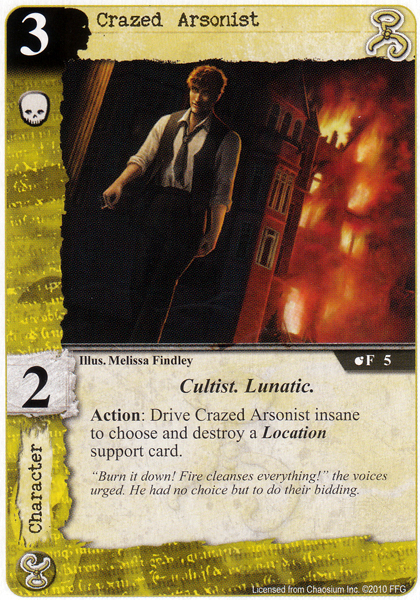 3
Crazed Arsonist
Illus. Melissa Findley
F 5
2
Cultist. Lunatic.
Action: Drive Crazed Arsonist insane
to choose and destroy a Location
support card.
“Burn it down! Fire cleanses everything!” the voices
urged. He had no choice but to do their bidding.
Character
Licensed from Chaosium Inc. ©2010 FFG